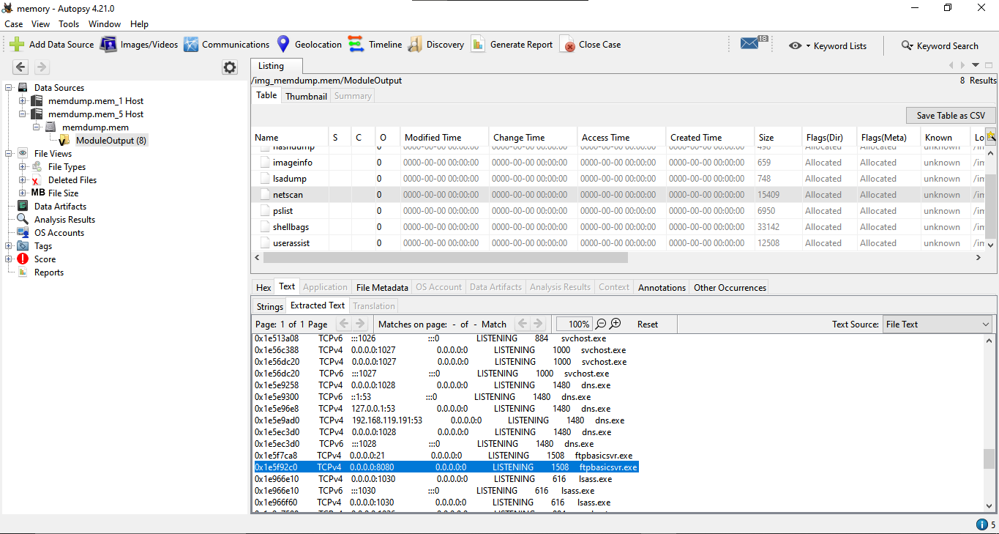 memory - Autopsy 4.21.0
Case View Tools Window Help
Add Data Source Images/Videos Communications Geolocation Timeline Discovery Generate Report Close Case 18 Keyword Lists Keyword Search
Listing
Data Sources
memdump.mem_1 Host
memdump.mem_5 Host
memdump.mem
ModuleOutput (8)
File Views
File Types
Deleted Files
MB File Size
Data Artifacts
Analysis Results
OS Accounts
Tags
Score
Reports
/img_memdump.mem/ModuleOutput 8 Results
Table Thumbnail Summary
Save Table as CSV
Name S C O Modified Time Change Time Access Time Created Time Size Flags(Dir) Flags(Meta) Known Lo
hashdump 0 0000-00-00 00:00:00 0000-00-00 00:00:00 0000-00-00 00:00:00 0000-00-00 00:00:00 498 Allocated Allocated unknown /im
imageinfo 0 0000-00-00 00:00:00 0000-00-00 00:00:00 0000-00-00 00:00:00 0000-00-00 00:00:00 659 Allocated Allocated unknown /im
lsadump 0 0000-00-00 00:00:00 0000-00-00 00:00:00 0000-00-00 00:00:00 0000-00-00 00:00:00 748 Allocated Allocated unknown /im
netscan 0 0000-00-00 00:00:00 0000-00-00 00:00:00 0000-00-00 00:00:00 0000-00-00 00:00:00 15409 Allocated Allocated unknown /im
pslist 0 0000-00-00 00:00:00 0000-00-00 00:00:00 0000-00-00 00:00:00 0000-00-00 00:00:00 6950 Allocated Allocated unknown /im
shellbags 0 0000-00-00 00:00:00 0000-00-00 00:00:00 0000-00-00 00:00:00 0000-00-00 00:00:00 33142 Allocated Allocated unknown /im
userassist 0 0000-00-00 00:00:00 0000-00-00 00:00:00 0000-00-00 00:00:00 0000-00-00 00:00:00 12508 Allocated Allocated unknown /im
Hex Text Application File Metadata OS Account Data Artifacts Analysis Results Context Annotations Other Occurrences
Strings Extracted Text Translation
Page: 1 of 1 Page Matches on page: - of - Match 100% Reset Text Source: File Text
0x1e513a08 TCPv6 :::1026 :::0 LISTENING 884 svchost.exe
0x1e56c388 TCPv4 0.0.0.0:1027 0.0.0.0:0 LISTENING 1000 svchost.exe
0x1e56dc20 TCPv4 0.0.0.0:1027 0.0.0.0:0 LISTENING 1000 svchost.exe
0x1e56dc20 TCPv6 :::1027 :::0 LISTENING 1000 svchost.exe
0x1e5e9258 TCPv4 0.0.0.0:1028 0.0.0.0:0 LISTENING 1480 dns.exe
0x1e5e9300 TCPv6 ::1:53 :::0 LISTENING 1480 dns.exe
0x1e5e96e8 TCPv4 127.0.0.1:53 0.0.0.0:0 LISTENING 1480 dns.exe
0x1e5e9ad0 TCPv4 192.168.119.191:53 0.0.0.0:0 LISTENING 1480 dns.exe
0x1e5ec3d0 TCPv4 0.0.0.0:1028 0.0.0.0:0 LISTENING 1480 dns.exe
0x1e5ec3d0 TCPv6 :::1028 :::0 LISTENING 1480 dns.exe
0x1e5f7ca8 TCPv4 0.0.0.0:21 0.0.0.0:0 LISTENING 1508 ftpbasicsvr.exe
0x1e5f92c0 TCPv4 0.0.0.0:8080 0.0.0.0:0 LISTENING 1508 ftpbasicsvr.exe
0x1e966e10 TCPv4 0.0.0.0:1030 0.0.0.0:0 LISTENING 616 lsass.exe
0x1e966e10 TCPv6 :::1030 :::0 LISTENING 616 lsass.exe
0x1e966f60 TCPv4 0.0.0.0:1030 0.0.0.0:0 LISTENING 616 lsass.exe
5